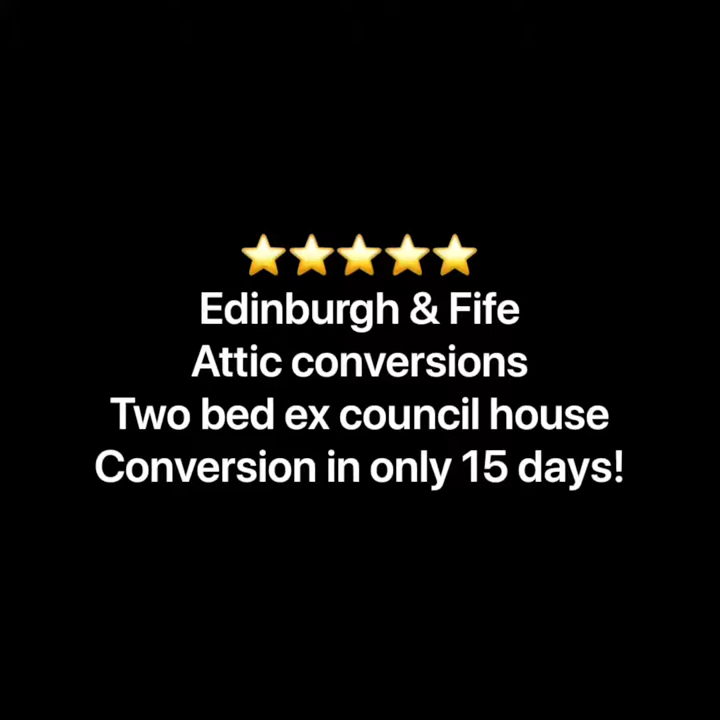 ⭐⭐⭐⭐⭐
Edinburgh & Fife
Attic conversions
Two bed ex council house
Conversion in only 15 days!